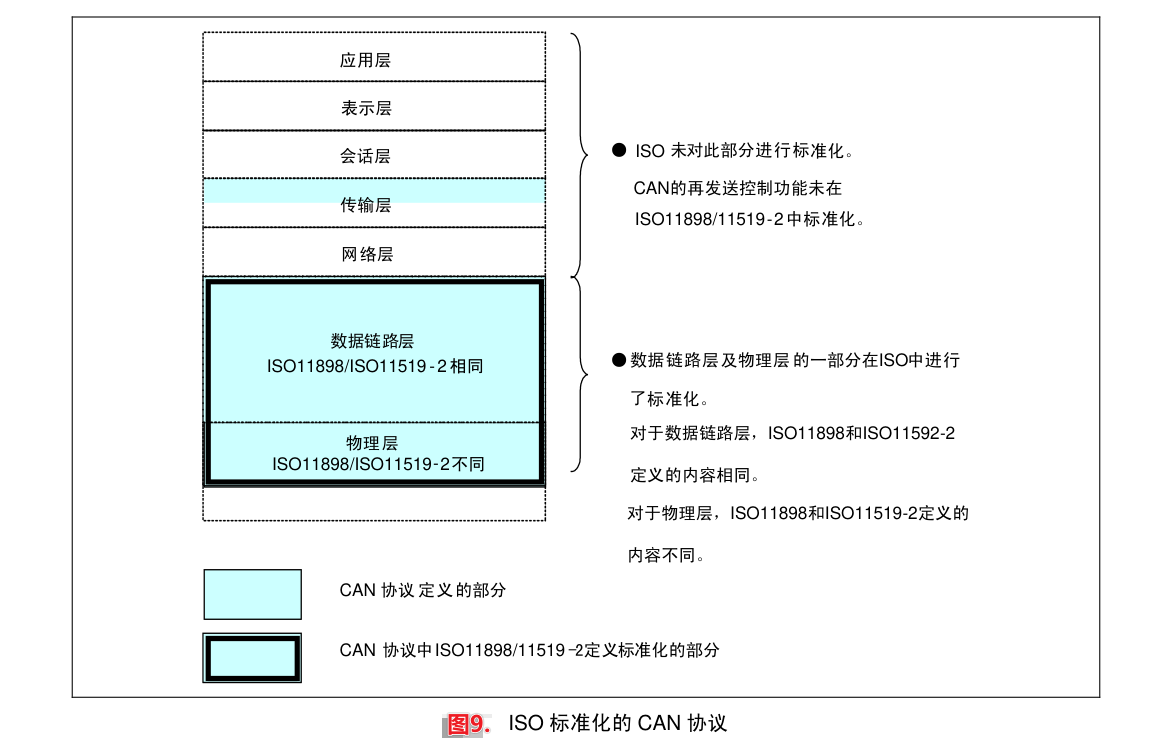 应用层
表示层
会话层
传输层
网络层
● ISO 未对此部分进行标准化。
CAN的再发送控制功能未在
ISO11898/11519-2中标准化。
数据链路层
ISO11898/ISO11519-2相同
物理层
ISO11898/ISO11519-2不同
● 数据链路层及物理层的一部分在ISO中进行
了标准化。
对于数据链路层，ISO11898和ISO11592-2
定义的内容相同。
对于物理层，ISO11898和ISO11519-2定义的
内容不同。
CAN 协议定义的部分
CAN 协议中ISO11898/11519-2定义标准化的部分
图9. ISO 标准化的 CAN 协议